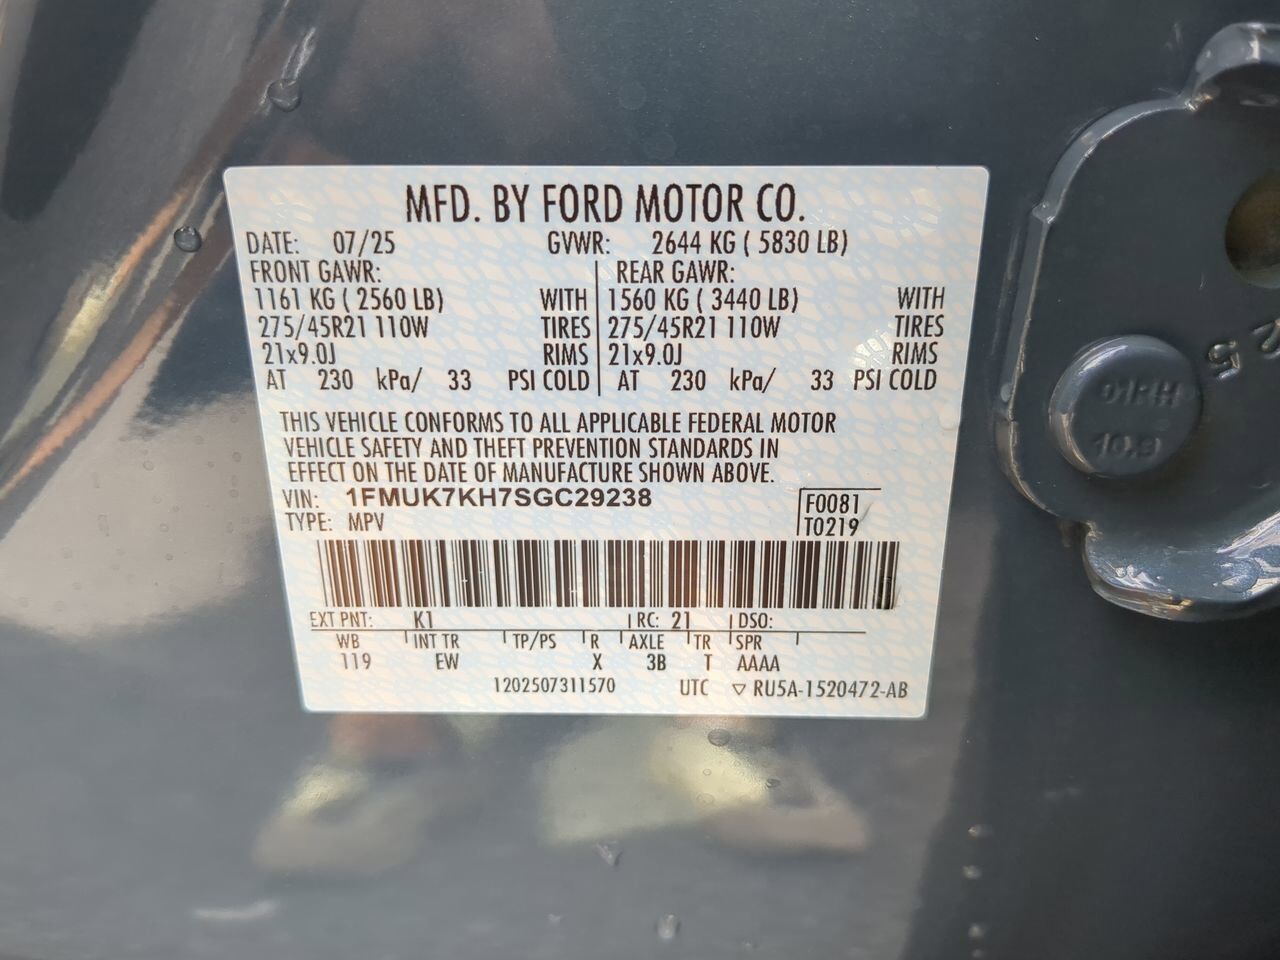 MFD. BY FORD MOTOR CO.
DATE: 07/25 GVWR: 2644 KG ( 5830 LB)
FRONT GAWR: REAR GAWR:
1161 KG ( 2560 LB) WITH 1560 KG ( 3440 LB) WITH
275/45R21 110W TIRES 275/45R21 110W TIRES
21x9.0J RIMS 21x9.0J RIMS
AT 230 kPa/ 33 PSI COLD AT 230 kPa/ 33 PSI COLD
THIS VEHICLE CONFORMS TO ALL APPLICABLE FEDERAL MOTOR
VEHICLE SAFETY AND THEFT PREVENTION STANDARDS IN
EFFECT ON THE DATE OF MANUFACTURE SHOWN ABOVE.
VIN: 1FMUK7KH7SGC29238 F0081
TYPE: MPV T0219
EXT PNT: K1 RC: 21 DSO:
WB INT TR TP/PS R AXLE TR SPR
119 EW X 3B T AAAA
1202507311570 UTC ▽ RU5A-1520472-AB
10.9
5
2